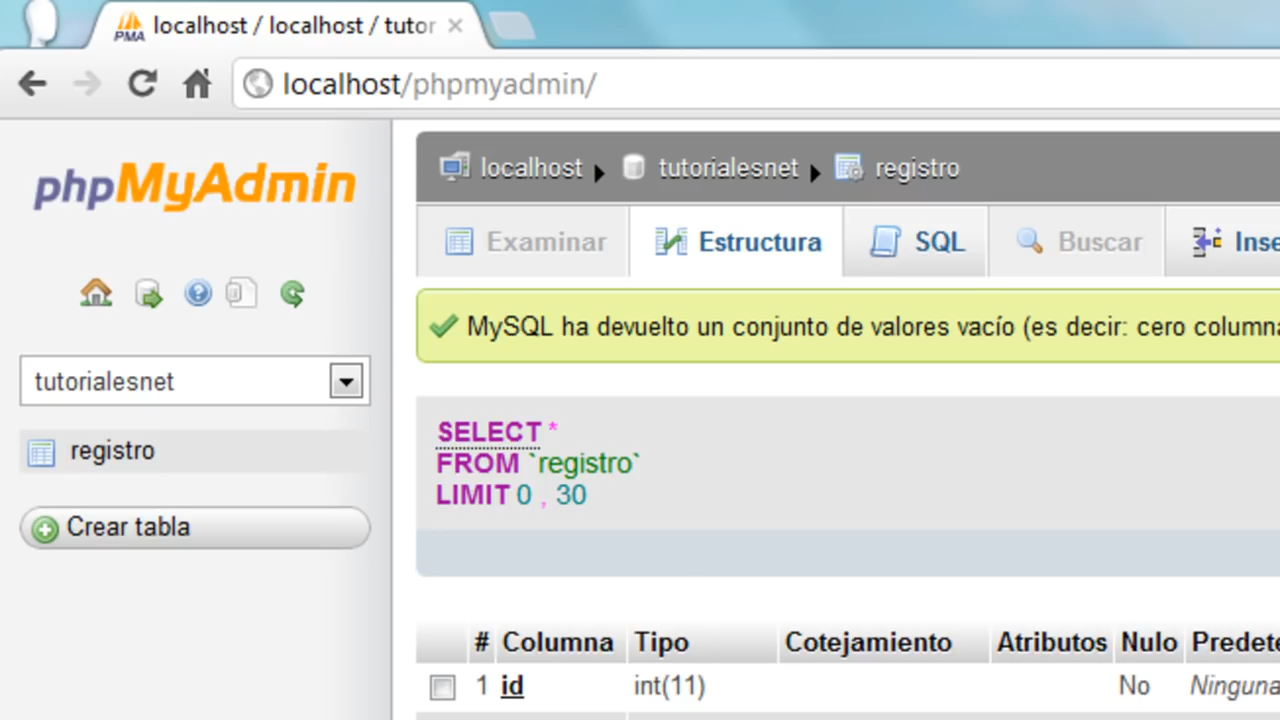 localhost / localhost / tutor
PMA
localhost/phpmyadmin/
phpMyAdmin
localhost tutorialesnet registro
Examinar Estructura SQL Buscar Inse
MySQL ha devuelto un conjunto de valores vacío (es decir: cero columna
tutorialesnet
registro
Crear tabla
SELECT *
FROM `registro`
LIMIT 0 , 30
# Columna Tipo Cotejamiento Atributos Nulo Predete
1 id int(11) No Ninguna